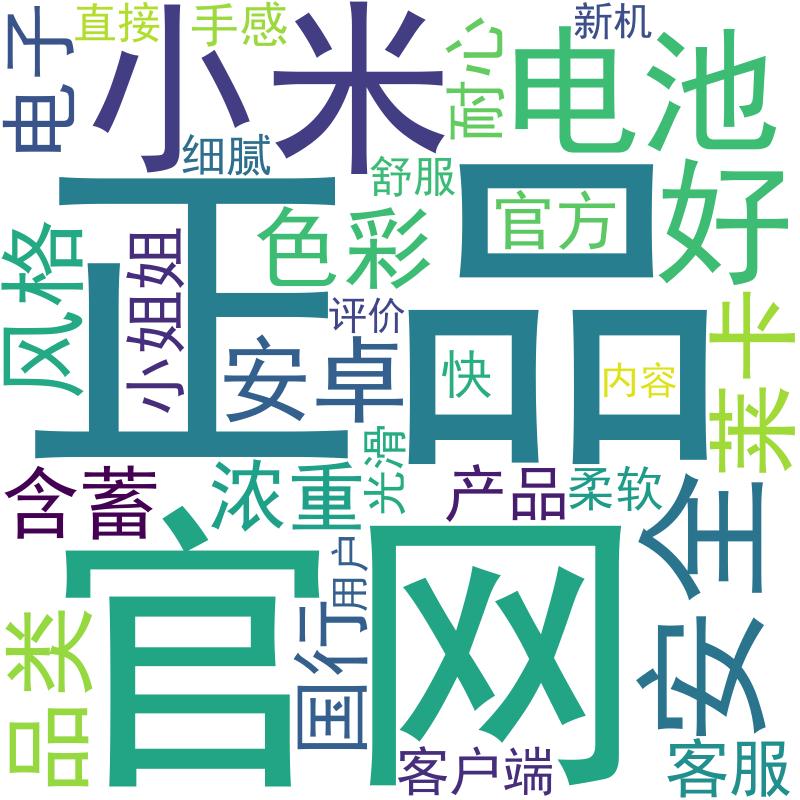 电子
直接
手感
小米
耐心
新机
电池
细腻
舒服
正品
官方
好
色彩
风格
小姐姐
评价
安卓
快
内容
莱卡
含蓄
浓重
光滑
产品
柔软
安全
官网
用户
国行
品类
客户端
客服